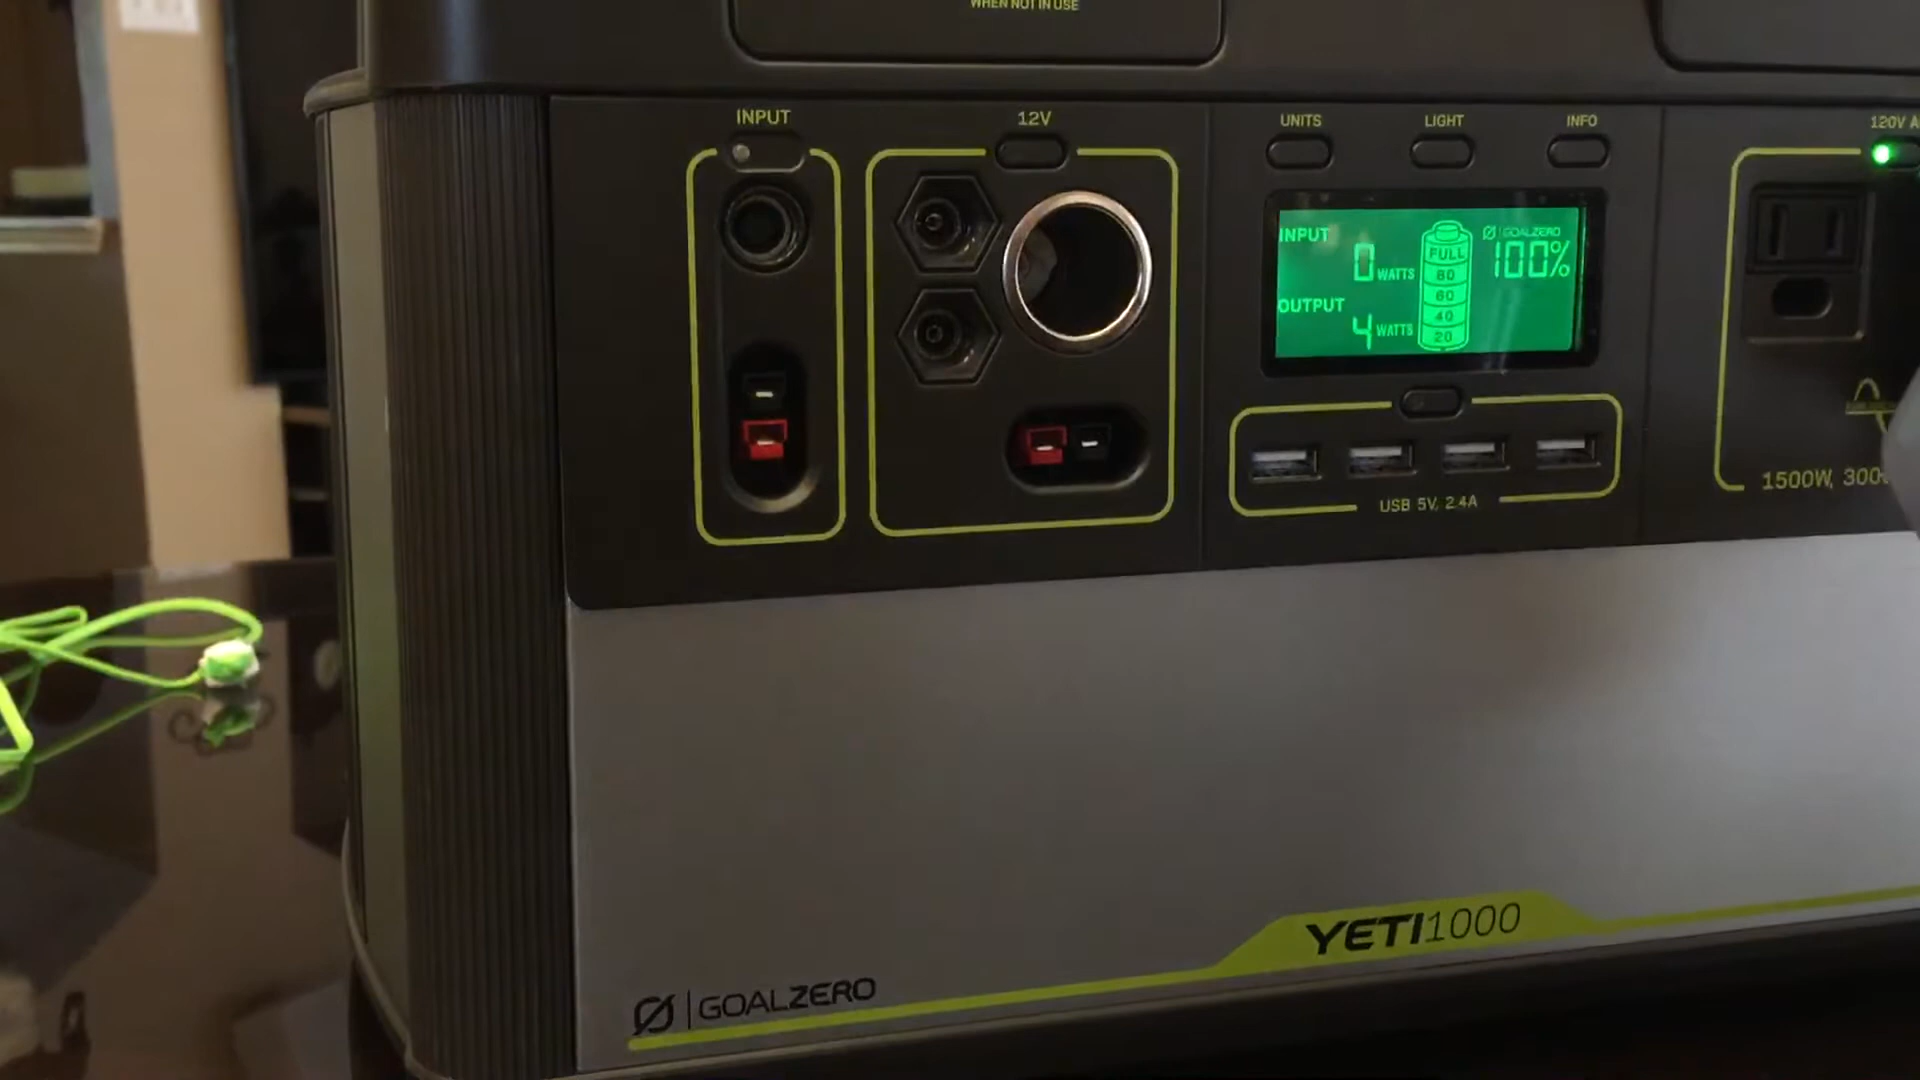 WHEN NOT IN USE
INPUT
12V
UNITS
LIGHT
INFO
120V A
INPUT
0 WATTS
OUTPUT
4 WATTS
FULL
80
60
40
20
GOALZERO
100%
USB 5V, 2.4A
1500W, 300
YETI1000
GOALZERO